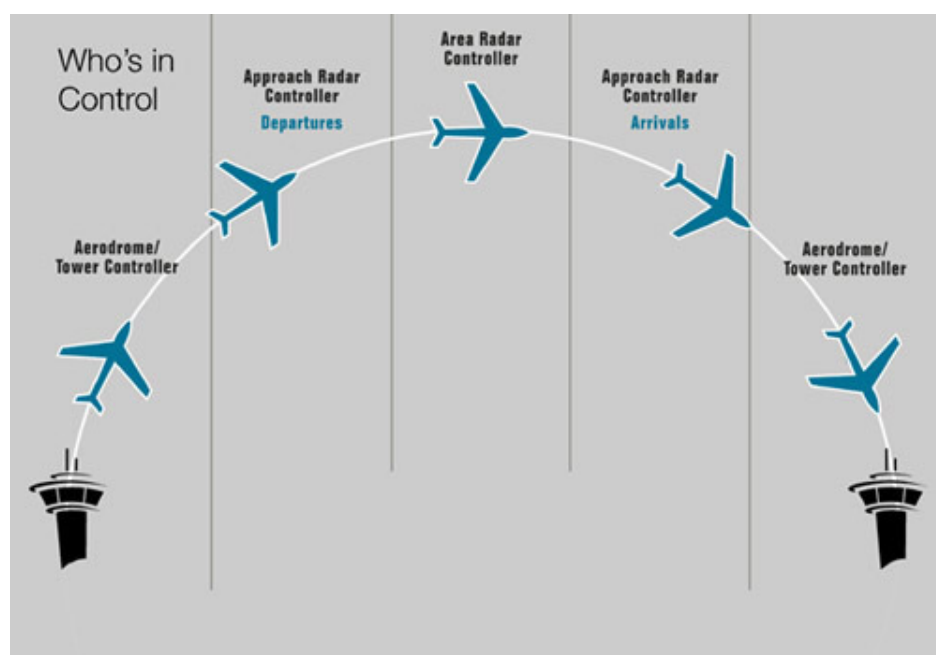 Who's in
Control
Aerodrome/
Tower Controller
Approach Radar
Controller
Departures
Area Radar
Controller
Approach Radar
Controller
Arrivals
Aerodrome/
Tower Controller